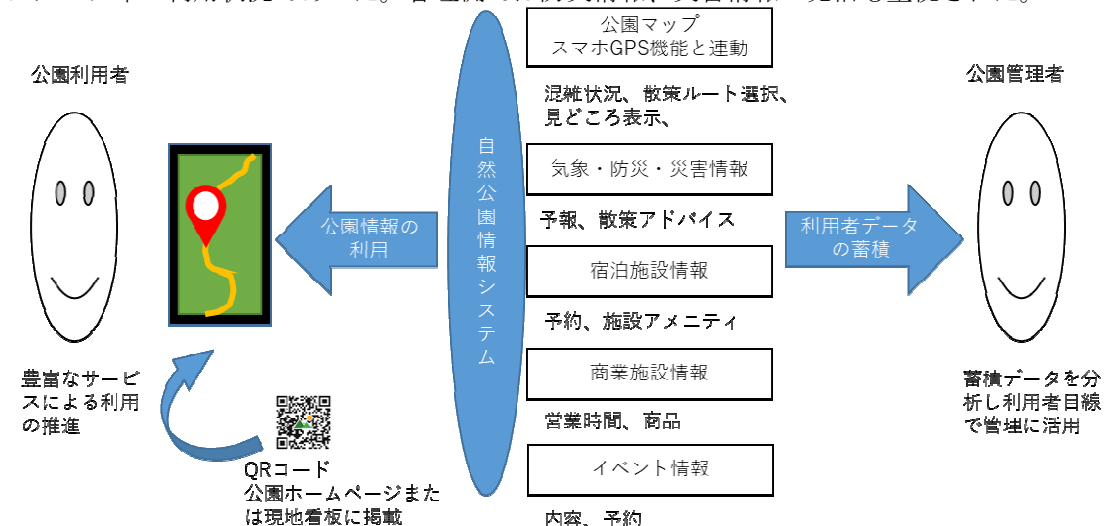 公園マップ
スマホGPS機能と連動
公園利用者
公園管理者
混雑状況、散策ルート選択、
見どころ表示、
自然公園情報システム
気象・防災・災害情報
予報、散策アドバイス
公園情報の
利用
利用者データ
の蓄積
宿泊施設情報
予約、施設アメニティ
商業施設情報
営業時間、商品
イベント情報
内容、予約
豊富なサービ
スによる利用
の推進
蓄積データを分
析し利用者目線
で管理に活用
QRコード
公園ホームページまた
は現地看板に掲載